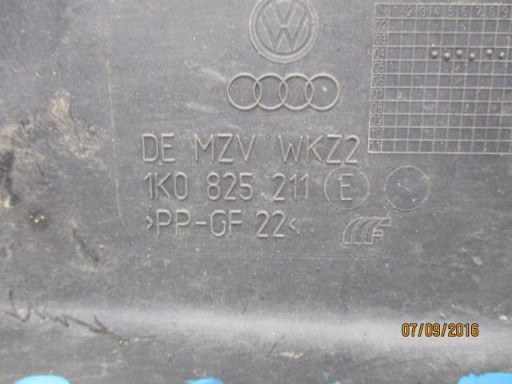 DE MZV WKZ2
1K0 825 211 E
>PP-GF 22<
07/09/2016